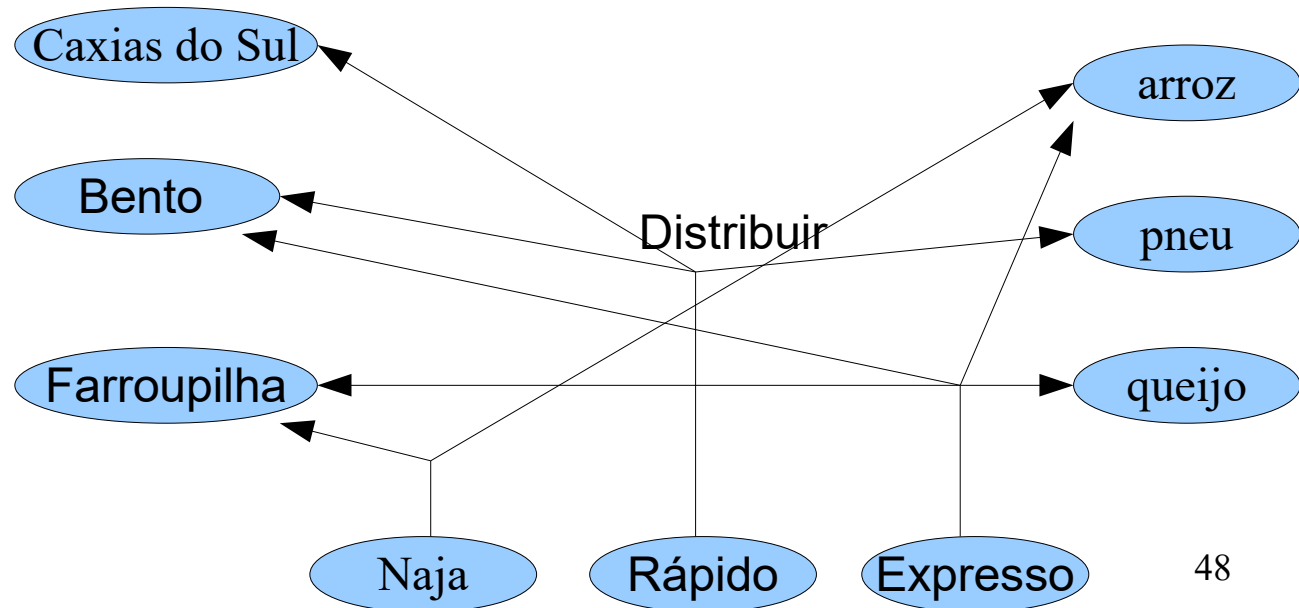 Caxias do Sul
arroz
Bento
Distribuir
pneu
Farroupilha
queijo
Naja
Rápido
Expresso
48